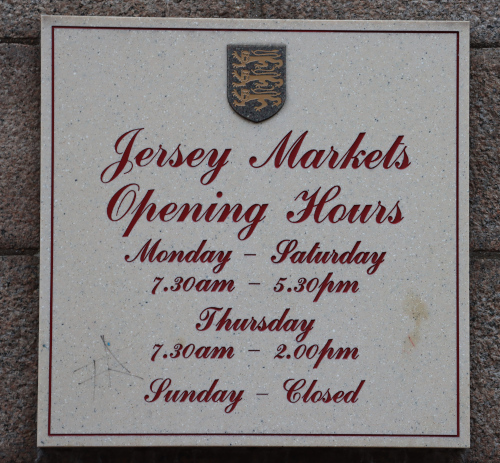 Jersey Markets
Opening Hours
Monday – Saturday
7.30am – 5.30pm
Thursday
7.30am – 2.00pm
Sunday – Closed